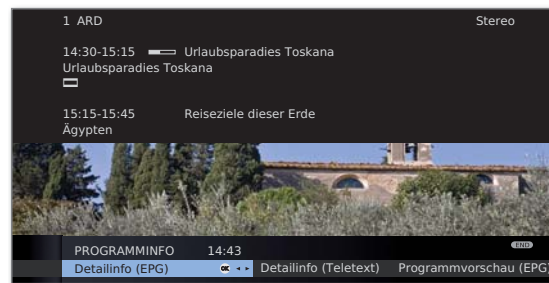 1 ARD Stereo
14:30-15:15 Urlaubsparadies Toskana
Urlaubsparadies Toskana
15:15-15:45 Reiseziele dieser Erde
Ägypten
END
PROGRAMMINFO 14:43
Detailinfo (EPG) OK Detailinfo (Teletext) Programmvorschau (EPG)